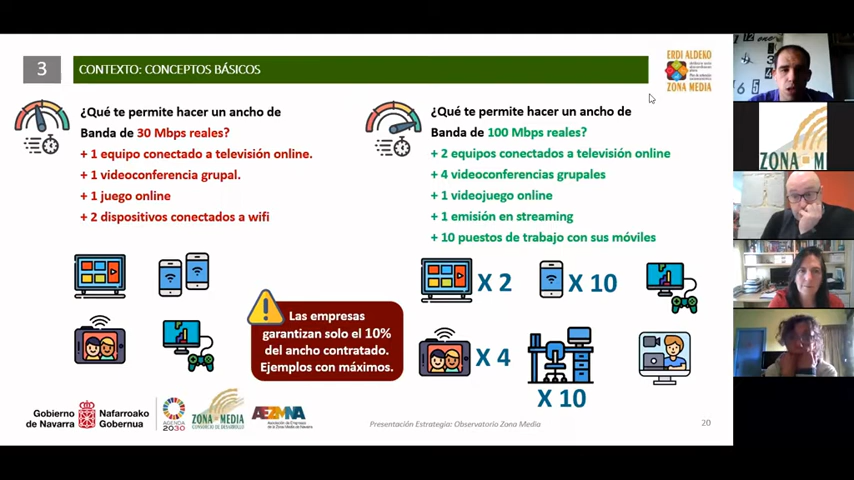 3
CONTEXTO: CONCEPTOS BÁSICOS
ERDI ALDEKO
ZONA MEDIA
¿Qué te permite hacer un ancho de
Banda de 30 Mbps reales?
+ 1 equipo conectado a televisión online.
+ 1 videoconferencia grupal.
+ 1 juego online
+ 2 dispositivos conectados a wifi
¿Qué te permite hacer un ancho de
Banda de 100 Mbps reales?
+ 2 equipos conectados a televisión online
+ 4 videoconferencias grupales
+ 1 videojuego online
+ 1 emisión en streaming
+ 10 puestos de trabajo con sus móviles
X 2
X 10
X 4
X 10
Las empresas
garantizan solo el 10%
del ancho contratado.
Ejemplos con máximos.
Gobierno
de Navarra
Nafarroako
Gobernua
AGENDA
2030
ZONA MEDIA
CONSORCIO DE DESARROLLO
AEZMNA
Presentación Estrategia: Observatorio Zona Media
20
ZONA MEDIA